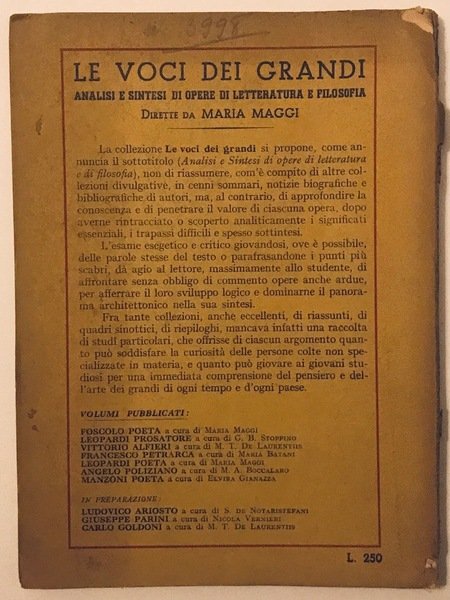 3998
LE VOCI DEI GRANDI
ANALISI E SINTESI DI OPERE DI LETTERATURA E FILOSOFIA
DIRETTE DA MARIA MAGGI
La collezione Le voci dei grandi si propone, come an-
nuncia il sottotitolo (Analisi e Sintesi di opere di letteratura
e di filosofia), non di riassumere, com'è compito di altre col-
lezioni divulgative, in cenni sommari, notizie biografiche e
bibliografiche di autori, ma, al contrario, di approfondire la
conoscenza e di penetrare il valore di ciascuna opera, dopo
averne rintracciato o scoperto analiticamente i significati
essenziali, i trapassi difficili e spesso sottintesi.
L'esame esegetico e critico giovandosi, ove è possibile,
delle parole stesse del testo o parafrasandone i punti più
scabri, dà agio al lettore, massimamente allo studente, di
affrontare senza obbligo di commento opere anche ardue,
per afferrare il loro sviluppo logico e dominarne il panora-
ma architettonico nella sua sintesi.
Fra tante collezioni, anche eccellenti, di riassunti, di
quadri sinottici, di riepiloghi, mancava infatti una raccolta
di studî particolari, che offrisse di ciascun argomento quan-
to può soddisfare la curiosità delle persone colte non spe-
cializzate in materia, e quanto può giovare ai giovani stu-
diosi per una immediata comprensione del pensiero e del-
l'arte dei grandi di ogni tempo e d'ogni paese.
VOLUMI PUBBLICATI:
FOSCOLO POETA a cura di MARIA MAGGI
LEOPARDI PROSATORE a cura di G. B. STOPPINO
VITTORIO ALFIERI a cura di M. T. DE LAURENTIIS
FRANCESCO PETRARCA a cura di MARIA BATANI
LEOPARDI POETA a cura di MARIA MAGGI
ANGELO POLIZIANO a cura di M. A. BOCCALARO
MANZONI POETA a cura di ELVIRA GIANAZZA
IN PREPARAZIONE:
LUDOVICO ARIOSTO a cura di S. DE NOTARISTEFANI
GIUSEPPE PARINI a cura di NICOLA VERNIERI
CARLO GOLDONI a cura di M. T. DE LAURENTIIS
L. 250